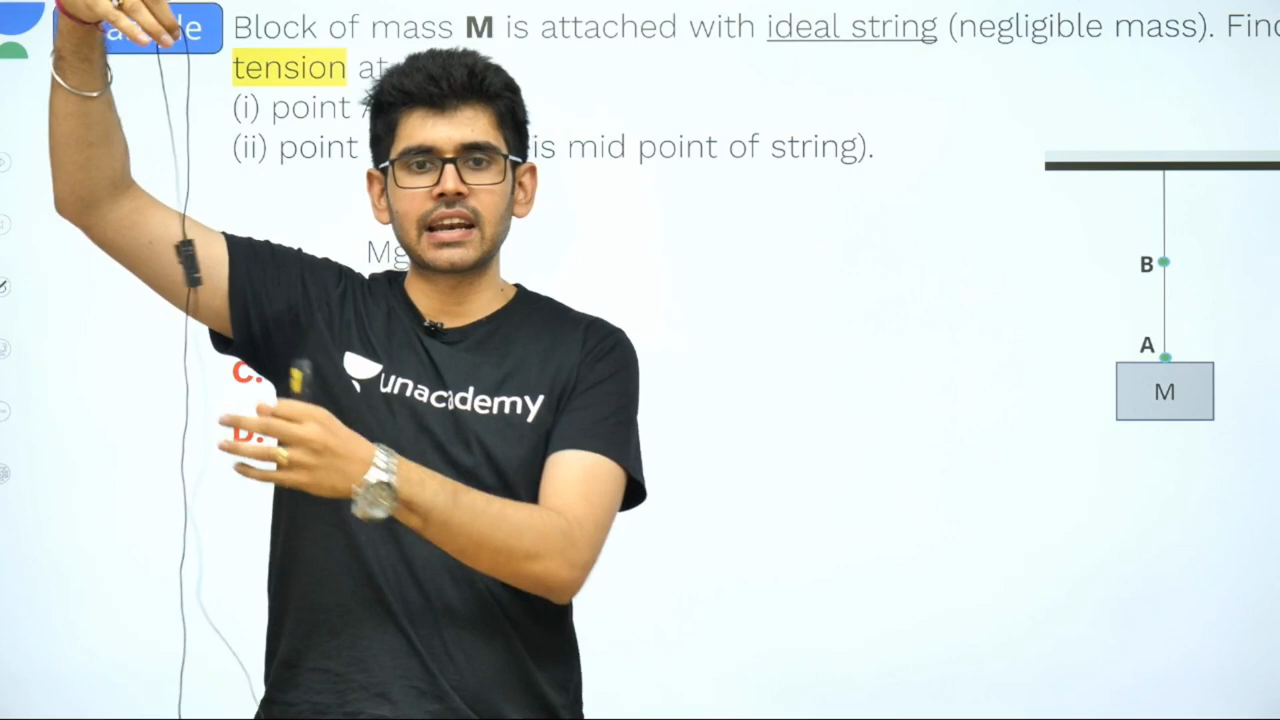 Block of mass M is attached with ideal string (negligible mass). Find
tension at
(i) point A
(ii) point is mid point of string).
Mg
B
A
M
C.
D.
unacademy